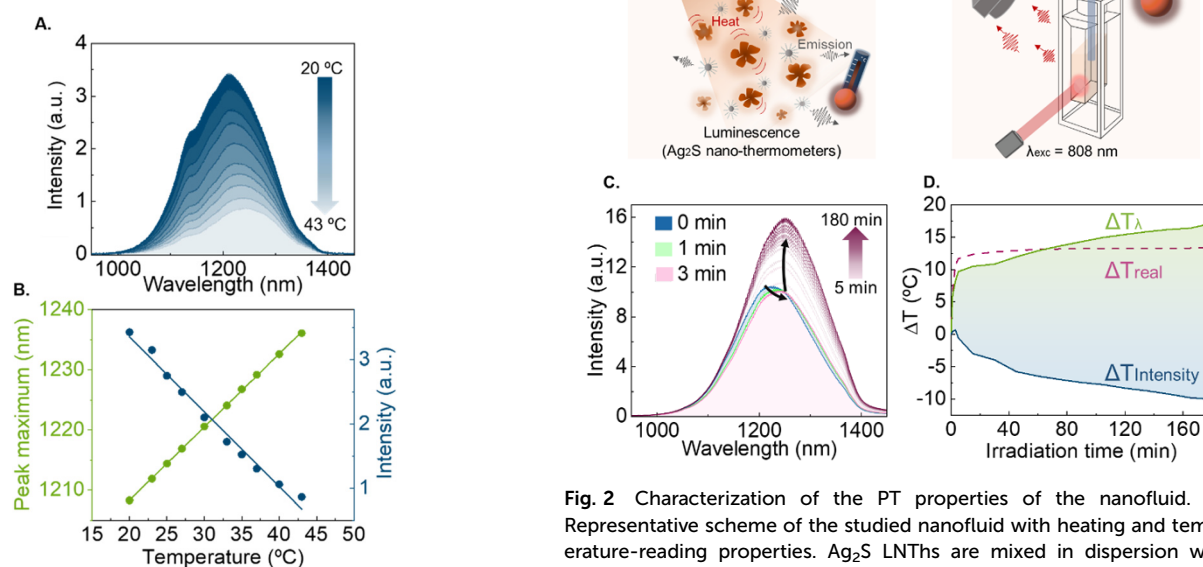 A.
4
3
2
1
0
Intensity (a.u.)
20 ºC
43 ºC
1000
1200
1400
Wavelength (nm)
B.
1240
1230
1220
1210
Peak maximum (nm)
3
2
1
Intensity (a.u.)
15 20 25 30 35 40 45 50
Temperature (ºC)
Heat
Emission
Luminescence
(Ag2S nano-thermometers)
λexc = 808 nm
C.
16
12
8
4
0
Intensity (a.u.)
0 min
1 min
3 min
180 min
5 min
1000
1200
1400
Wavelength (nm)
D.
20
15
10
5
0
-5
-10
ΔT (ºC)
ΔTλ
ΔTreal
ΔTIntensity
0 40 80 120 160
Irradiation time (min)
Fig. 2 Characterization of the PT properties of the nanofluid.
Representative scheme of the studied nanofluid with heating and tem-
erature-reading properties. Ag2S LNThs are mixed in dispersion w